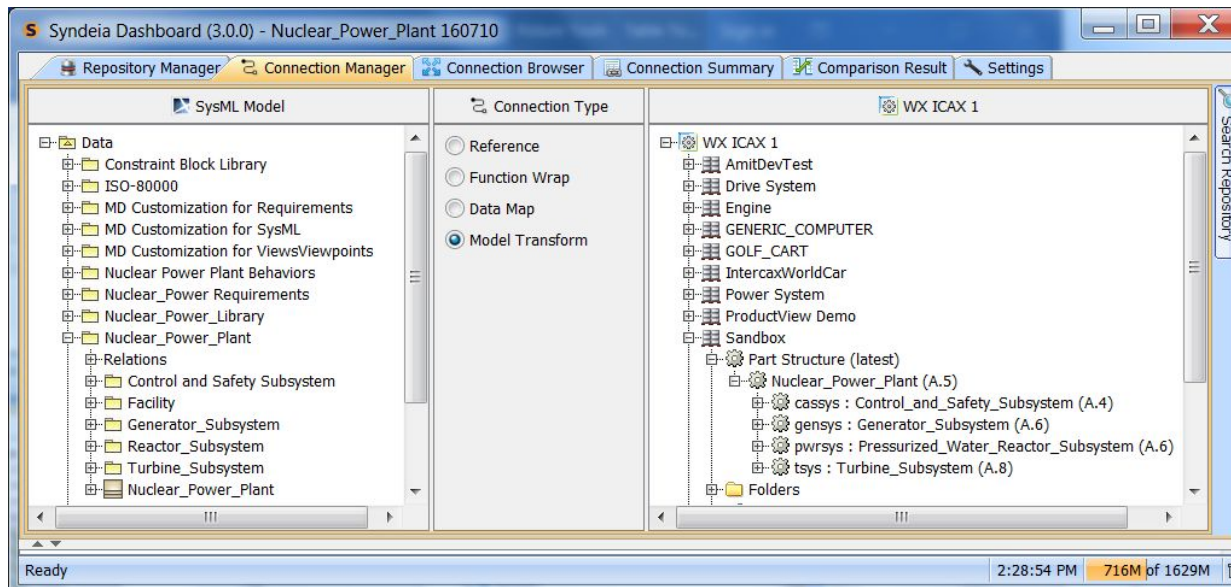 Syndeia Dashboard (3.0.0) - Nuclear_Power_Plant 160710
Repository Manager
Connection Manager
Connection Browser
Connection Summary
Comparison Result
Settings
SysML Model
Data
Constraint Block Library
ISO-80000
MD Customization for Requirements
MD Customization for SysML
MD Customization for ViewsViewpoints
Nuclear Power Plant Behaviors
Nuclear_Power Requirements
Nuclear_Power_Library
Nuclear_Power_Plant
Relations
Control and Safety Subsystem
Facility
Generator_Subsystem
Reactor_Subsystem
Turbine_Subsystem
Nuclear_Power_Plant
Connection Type
Reference
Function Wrap
Data Map
Model Transform
WX ICAX 1
WX ICAX 1
AmitDevTest
Drive System
Engine
GENERIC_COMPUTER
GOLF_CART
IntercaxWorldCar
Power System
ProductView Demo
Sandbox
Part Structure (latest)
Nuclear_Power_Plant (A.5)
cassys : Control_and_Safety_Subsystem (A.4)
gensys : Generator_Subsystem (A.6)
pwrsys : Pressurized_Water_Reactor_Subsystem (A.6)
tsys : Turbine_Subsystem (A.8)
Folders
Search Repository
Ready
2:28:54 PM
716M of 1629M